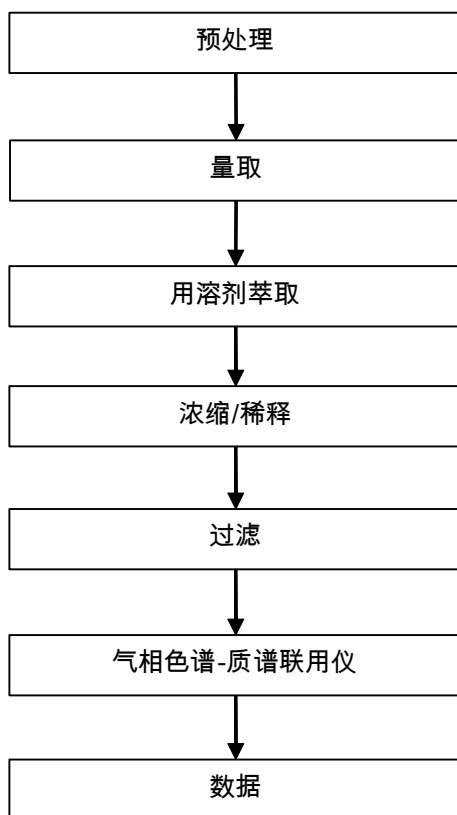 预处理
量取
用溶剂萃取
浓缩/稀释
过滤
气相色谱-质谱联用仪
数据